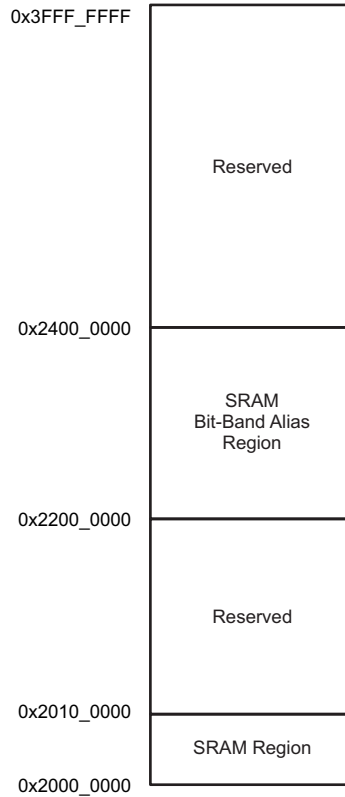 0x3FFF_FFFF
Reserved
0x2400_0000
SRAM
Bit-Band Alias
Region
0x2200_0000
Reserved
0x2010_0000
SRAM Region
0x2000_0000